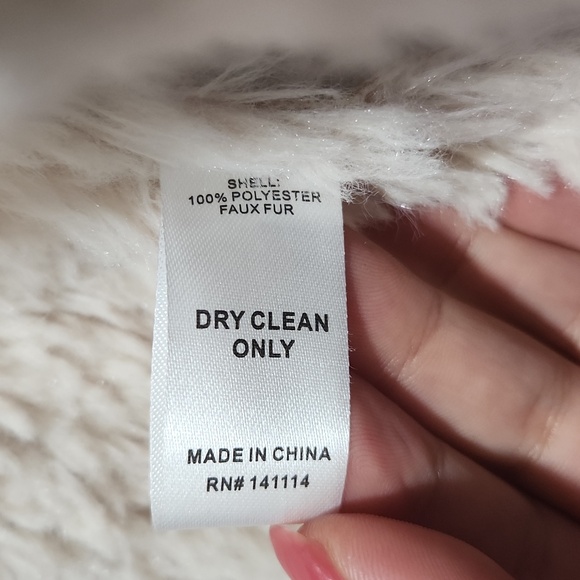 SHELL:
100% POLYESTER
FAUX FUR
DRY CLEAN
ONLY
MADE IN CHINA
RN# 141114